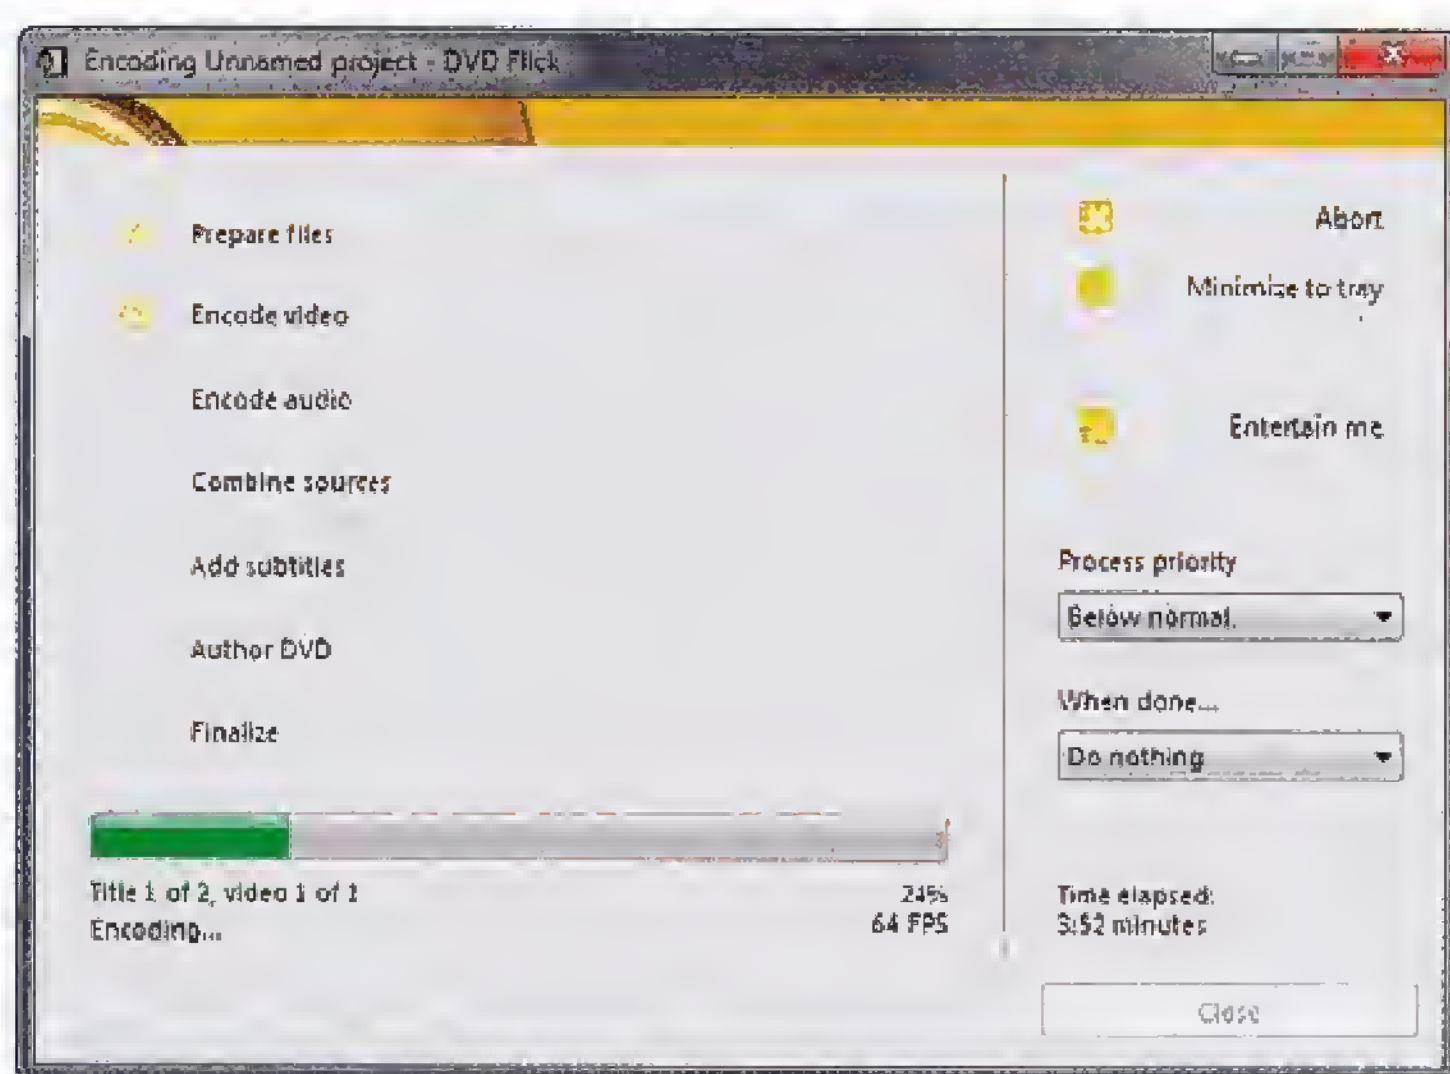 Encoding Unnamed project - DVD Flick
Prepare files
Encode video
Encode audio
Combine sources
Add subtitles
Author DVD
Finalize
Title 1 of 2, video 1 of 1
24%
Encoding...
64 FPS
Abort
Minimize to tray
Entertain me
Process priority
Below normal
When done...
Do nothing
Time elapsed:
3:52 minutes
Close